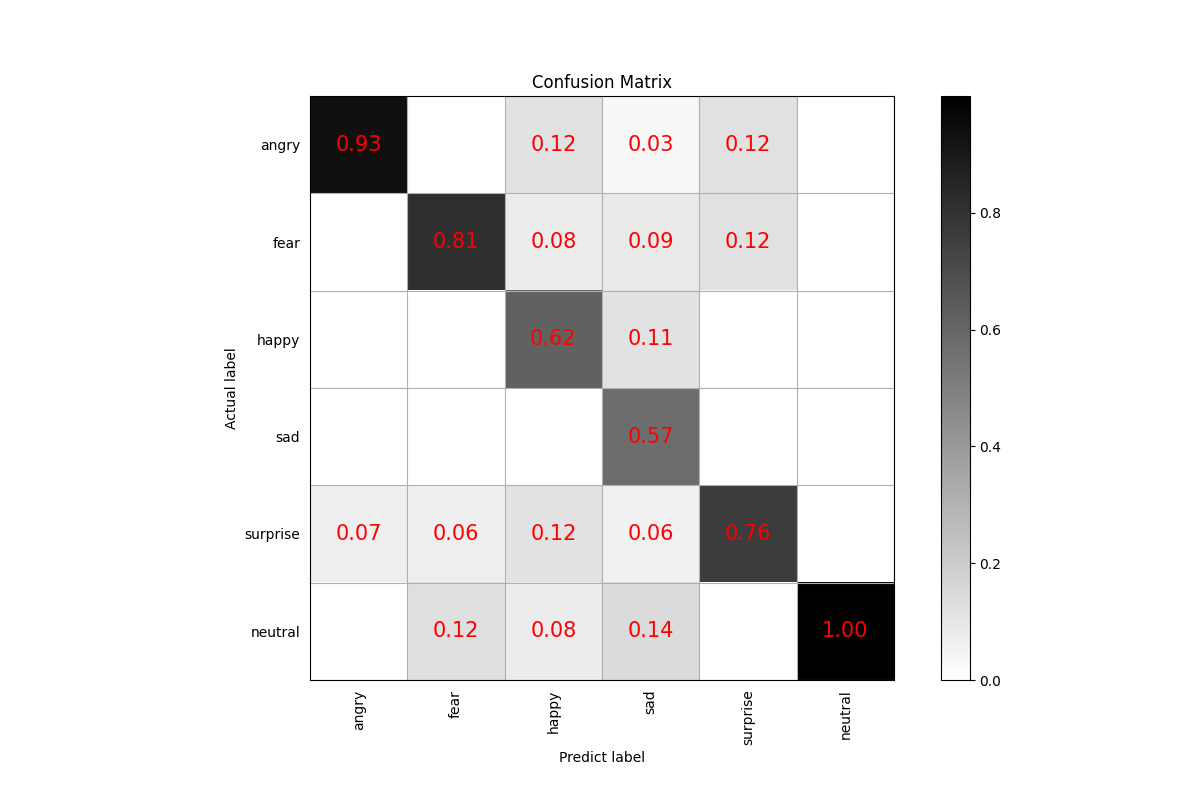 Confusion Matrix
angry 0.93 0.12 0.03 0.12
fear 0.81 0.08 0.09 0.12
happy 0.62 0.11
sad 0.57
surprise 0.07 0.06 0.12 0.06 0.76
neutral 0.12 0.08 0.14 1.00
Actual label
angry fear happy sad surprise neutral
Predict label
0.8
0.6
0.4
0.2
0.0